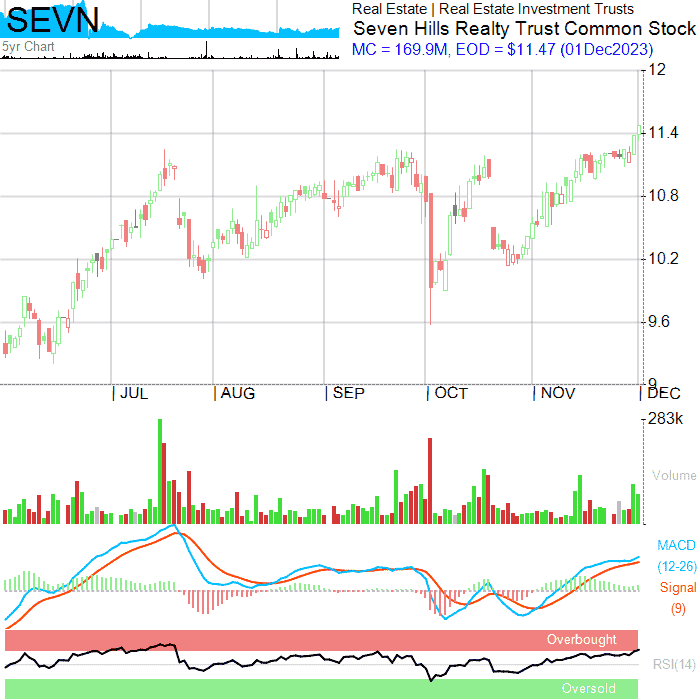 SEVN
5yr Chart
Real Estate | Real Estate Investment Trusts
Seven Hills Realty Trust Common Stock
MC = 169.9M, EOD = $11.47 (01Dec2023)
12
11.4
10.8
10.2
9.6
9
JUL
AUG
SEP
OCT
NOV
DEC
283k
Volume
MACD
(12-26)
Signal
(9)
Overbought
RSI(14)
Oversold